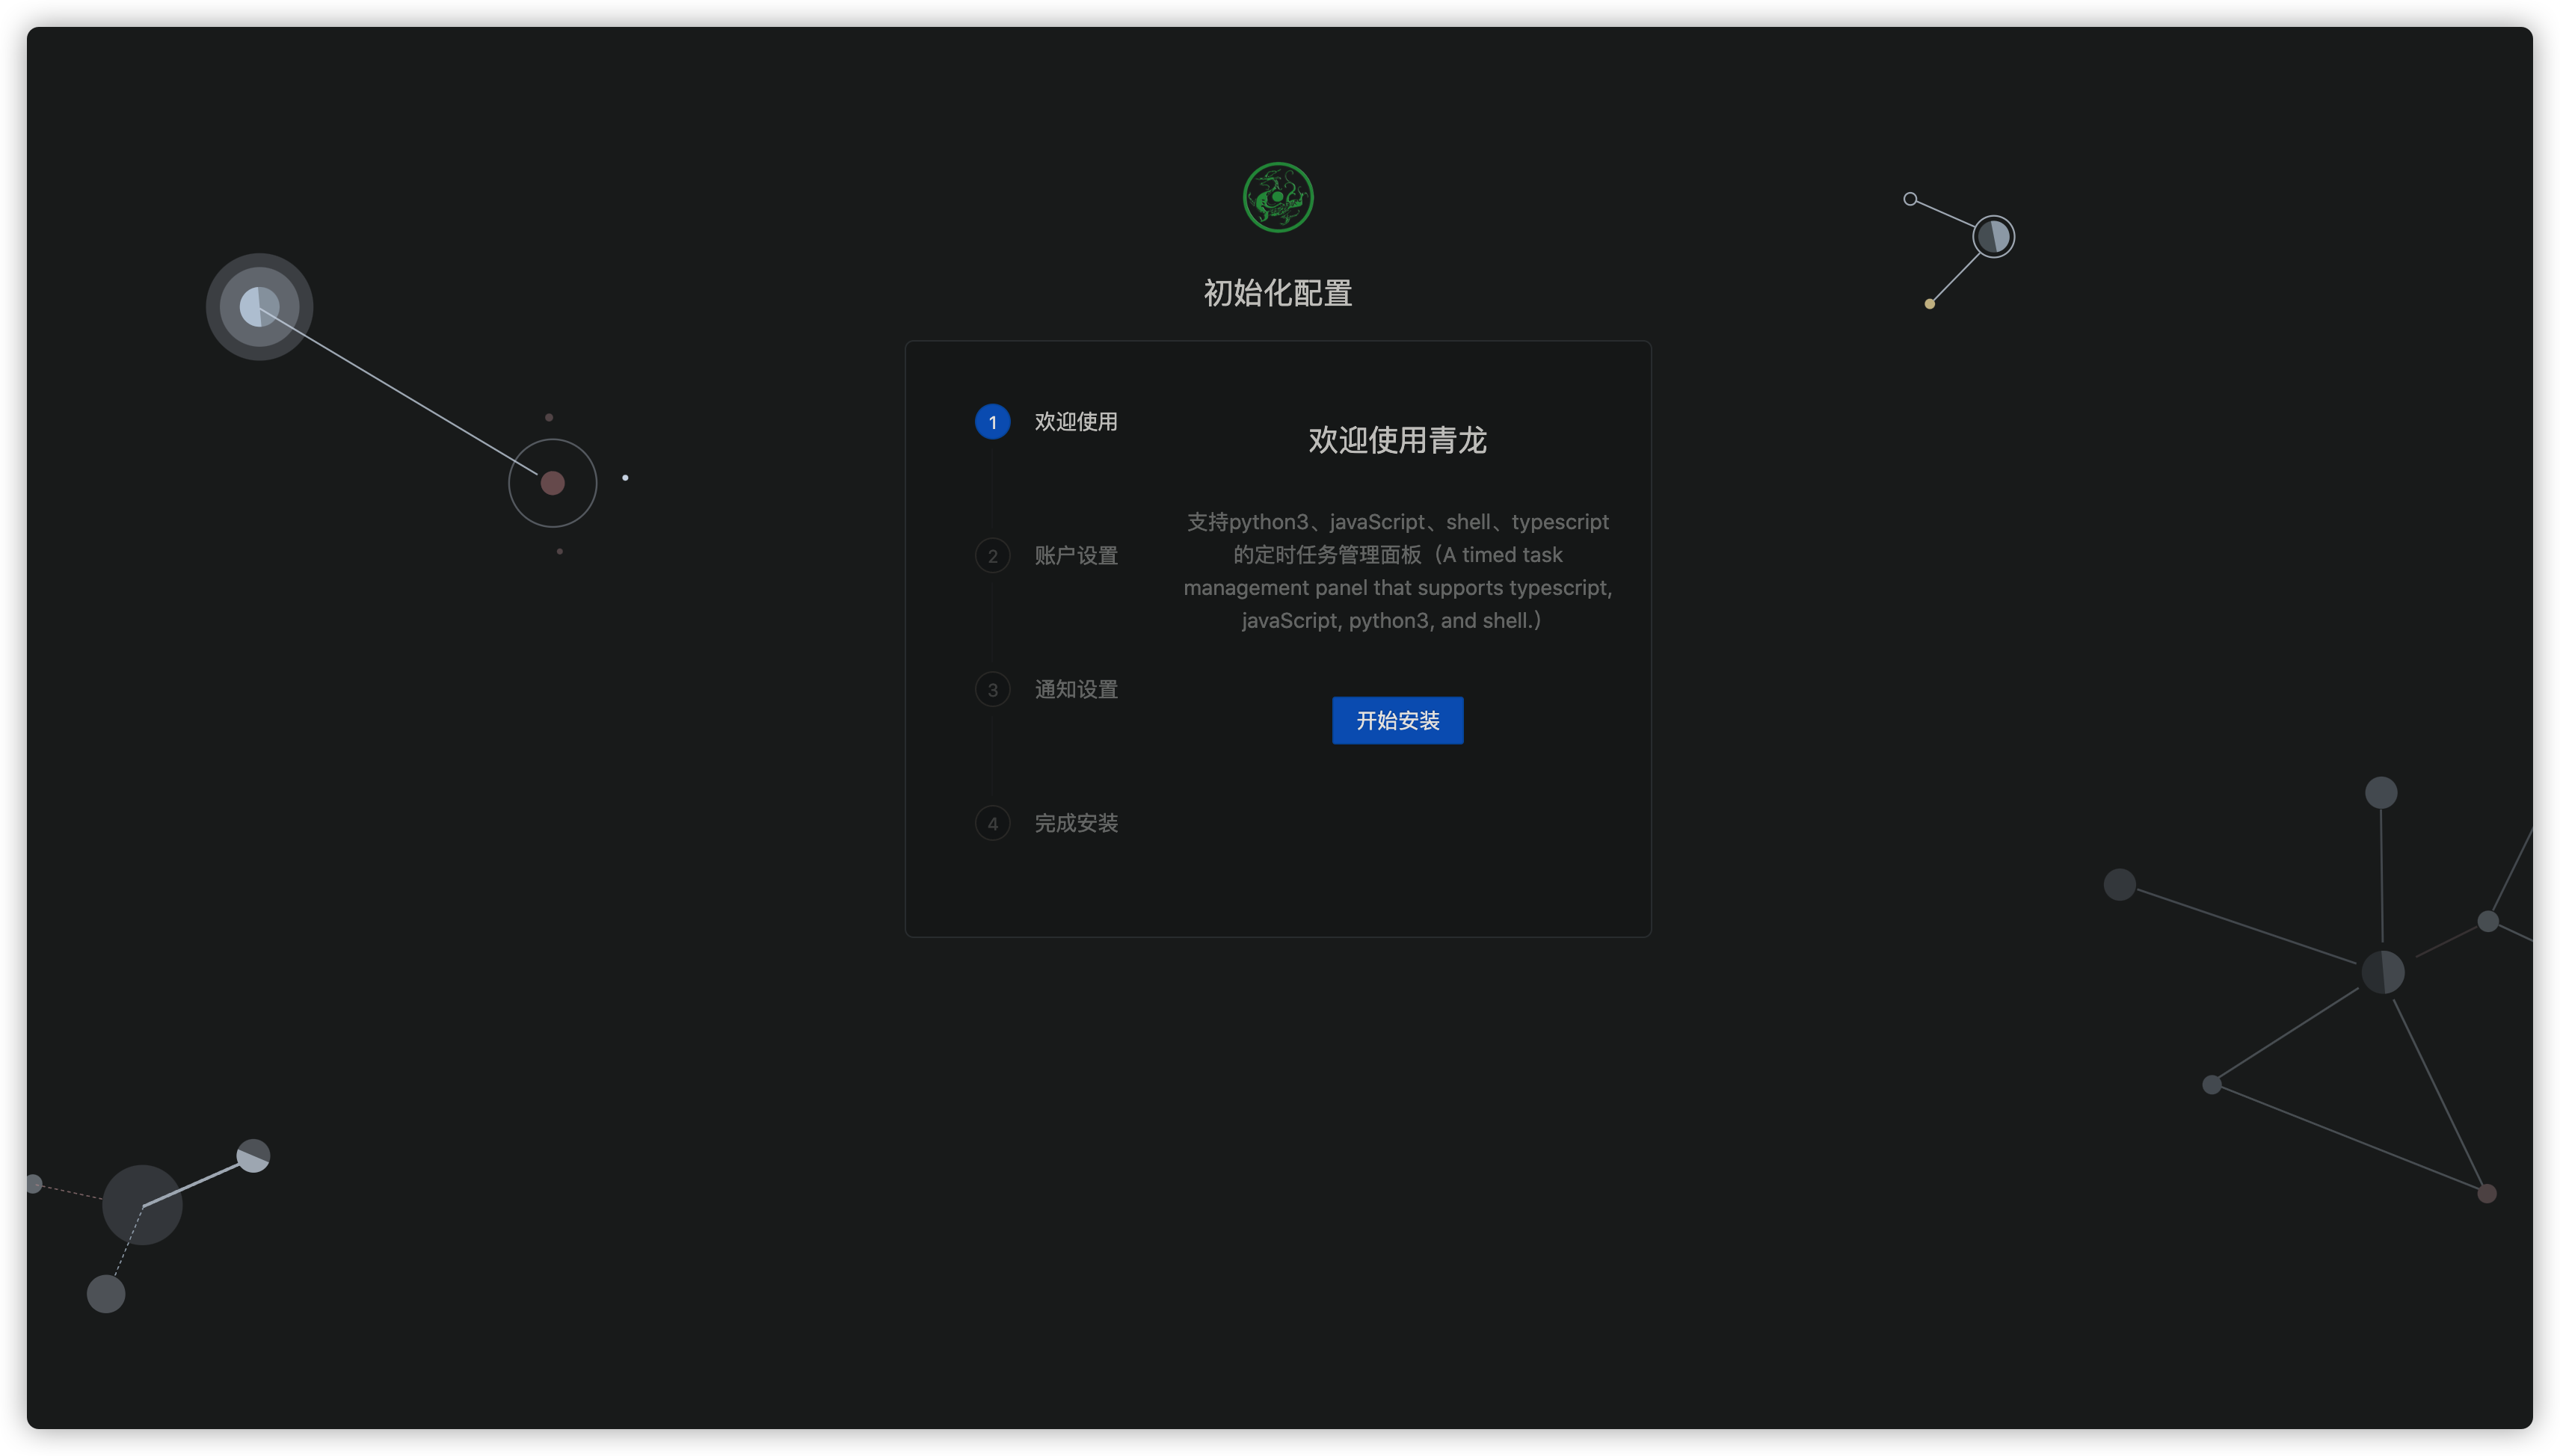 初始化配置
1 欢迎使用
2 账户设置
3 通知设置
4 完成安装
欢迎使用青龙
支持python3、javaScript、shell、typescript
的定时任务管理面板（A timed task
management panel that supports typescript,
javaScript, python3, and shell.）
开始安装